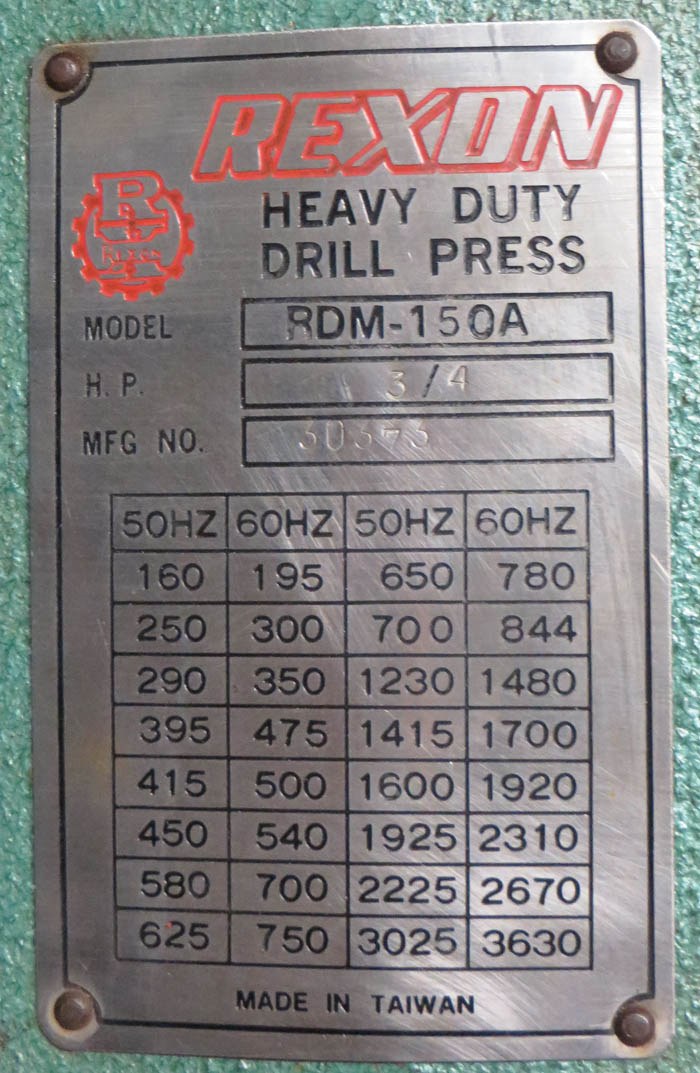 REXON
HEAVY DUTY
DRILL PRESS
MODEL RDM-150A
H.P. 3/4
MFG NO. 30373
50HZ 60HZ 50HZ 60HZ
160 195 650 780
250 300 700 844
290 350 1230 1480
395 475 1415 1700
415 500 1600 1920
450 540 1925 2310
580 700 2225 2670
625 750 3025 3630
MADE IN TAIWAN